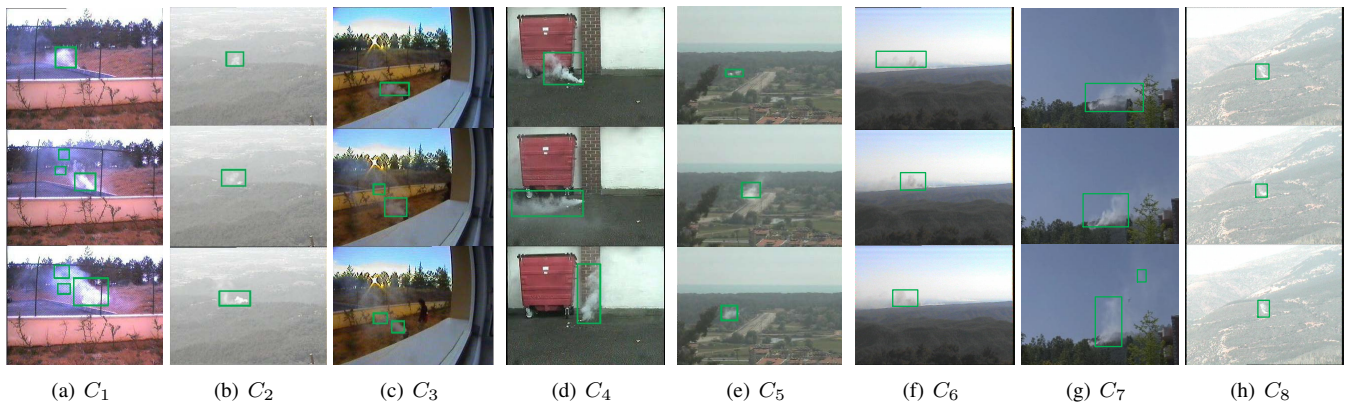 (a) C₁ (b) C₂ (c) C₃ (d) C₄ (e) C₅ (f) C₆ (g) C₇ (h) C₈